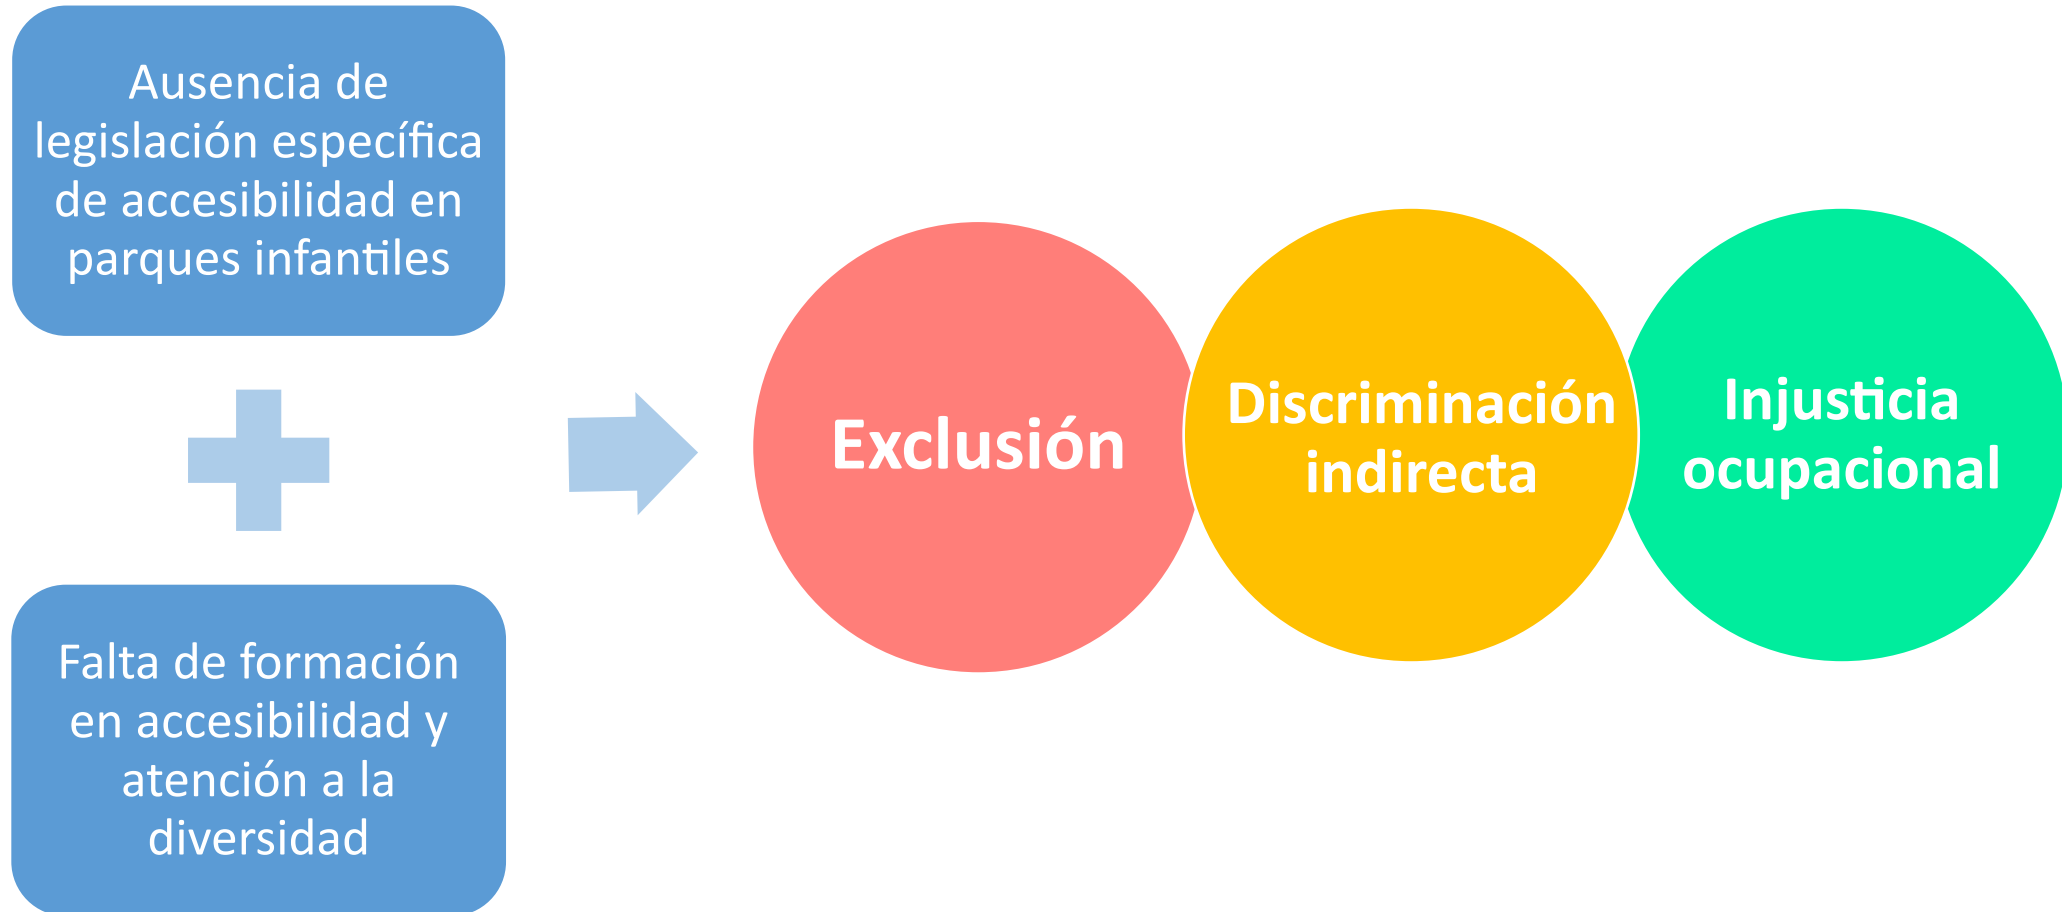 Ausencia de
legislación específica
de accesibilidad en
parques infantiles
Falta de formación
en accesibilidad y
atención a la
diversidad
Exclusión
Discriminación
indirecta
Injusticia
ocupacional